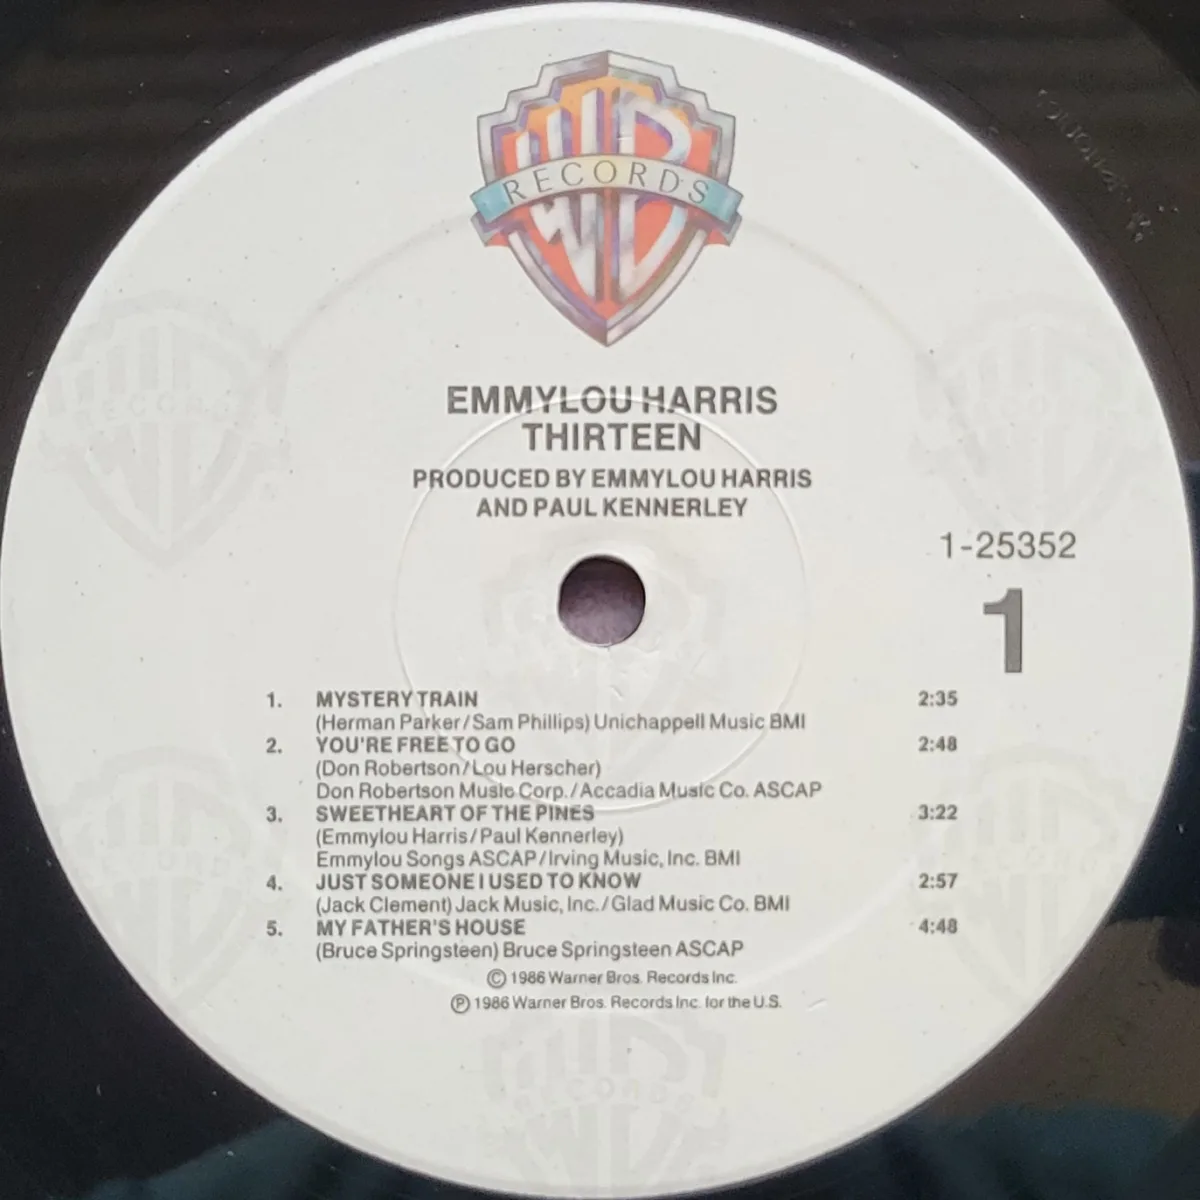 WB
RECORDS
EMMYLOU HARRIS
THIRTEEN
PRODUCED BY EMMYLOU HARRIS
AND PAUL KENNERLEY
1-25352
1
1. MYSTERY TRAIN 2:35
(Herman Parker/Sam Phillips) Unichappell Music BMI
2. YOU'RE FREE TO GO 2:48
(Don Robertson/Lou Herscher)
Don Robertson Music Corp./Accadia Music Co. ASCAP
3. SWEETHEART OF THE PINES 3:22
(Emmylou Harris/Paul Kennerley)
Emmylou Songs ASCAP/Irving Music, Inc. BMI
4. JUST SOMEONE I USED TO KNOW 2:57
(Jack Clement) Jack Music, Inc./Glad Music Co. BMI
5. MY FATHER'S HOUSE 4:48
(Bruce Springsteen) Bruce Springsteen ASCAP
© 1986 Warner Bros. Records Inc.
℗ 1986 Warner Bros. Records Inc. for the U.S.